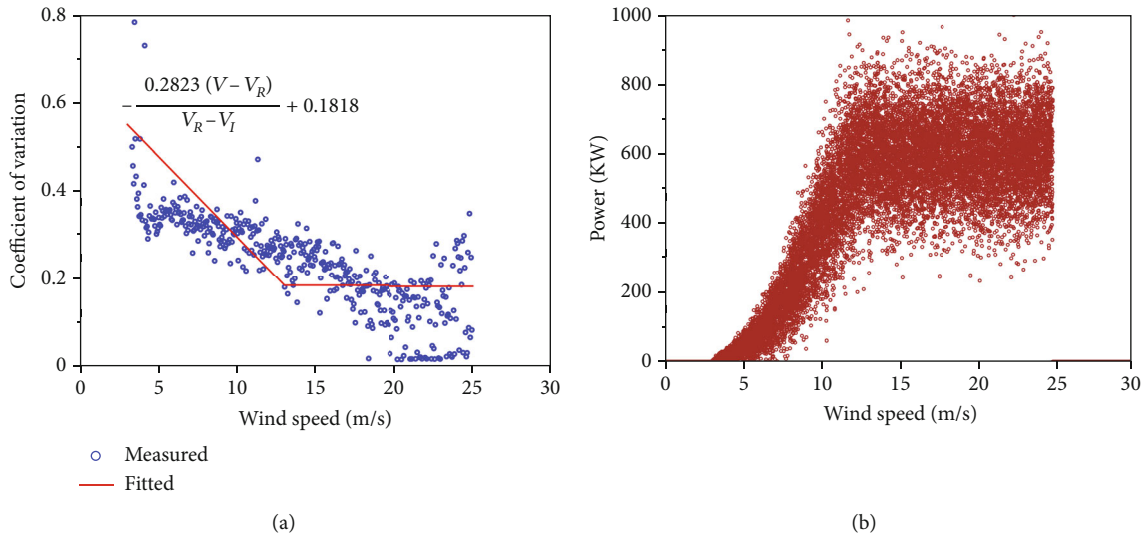 0.8
0.6
0.4
0.2
0
Coefficient of variation
− 0.2823 (V − V_R) / V_R − V_I + 0.1818
0 5 10 15 20 25 30
Wind speed (m/s)
Measured
Fitted
(a)
1000
800
600
400
200
0
Power (KW)
0 5 10 15 20 25 30
Wind speed (m/s)
(b)